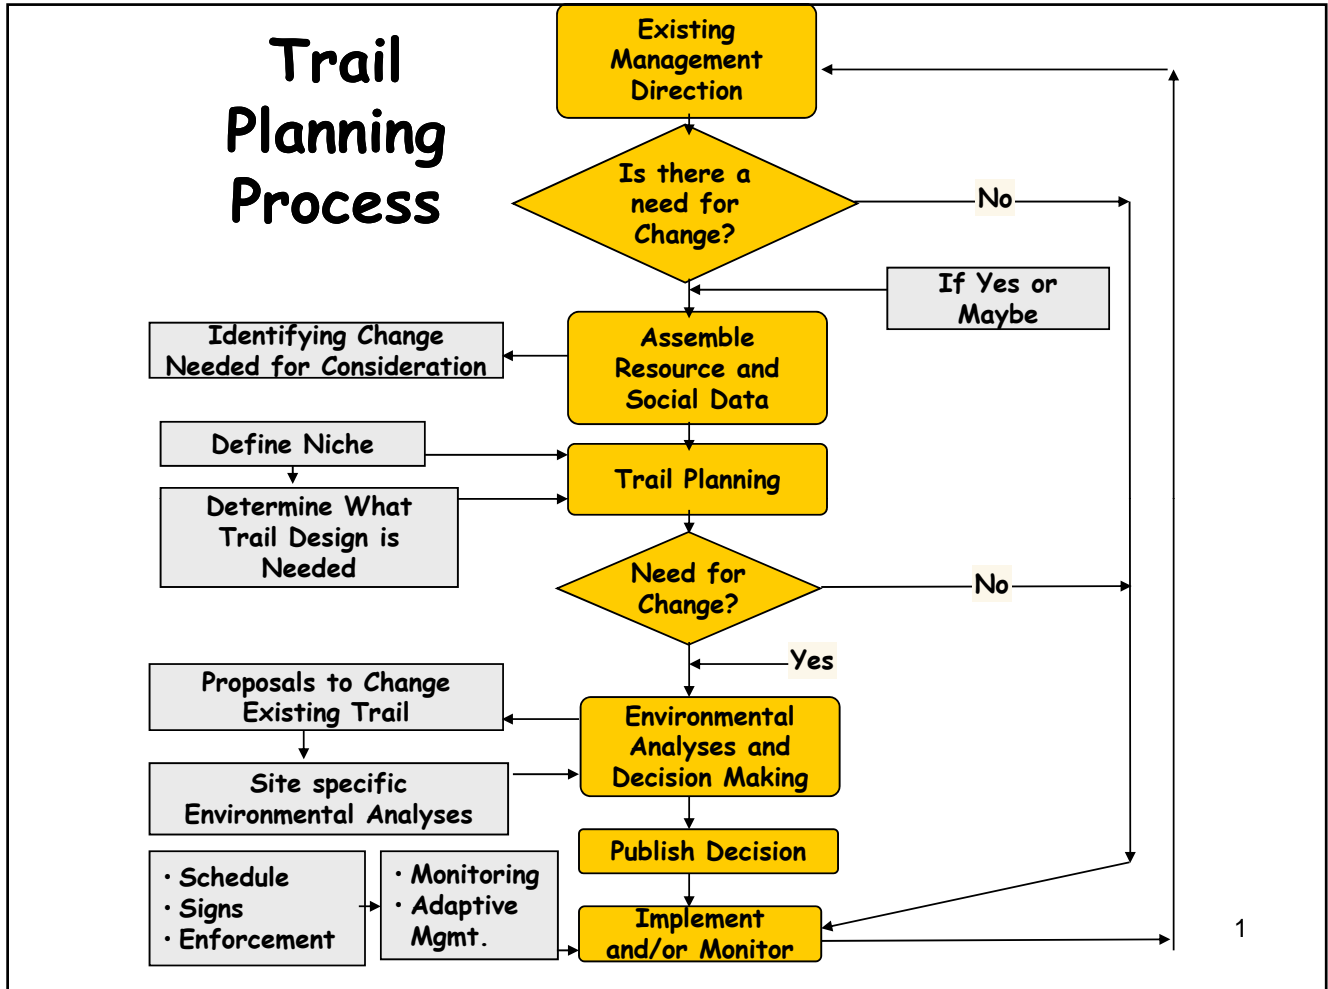 Trail
Planning
Process
Existing
Management
Direction
Is there a
need for
Change?
No
If Yes or
Maybe
Identifying Change
Needed for Consideration
Assemble
Resource and
Social Data
Define Niche
Trail Planning
Determine What
Trail Design is
Needed
Need for
Change?
No
Yes
Proposals to Change
Existing Trail
Environmental
Analyses and
Decision Making
Site specific
Environmental Analyses
Publish Decision
• Schedule
• Signs
• Enforcement
• Monitoring
• Adaptive
Mgmt.
Implement
and/or Monitor
1